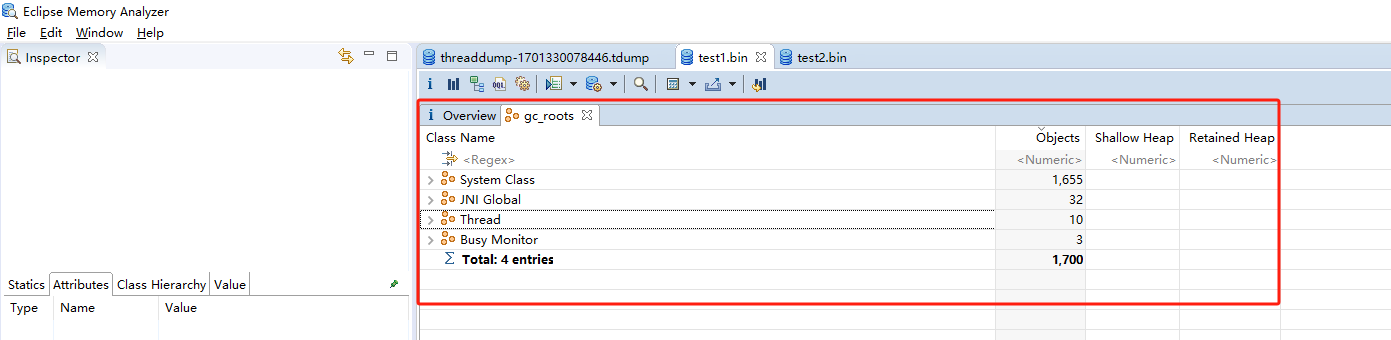 Eclipse Memory Analyzer
File Edit Window Help
Inspector
threaddump-1701330078446.tdump test1.bin test2.bin
i OQL
i Overview gc_roots
Class Name Objects Shallow Heap Retained Heap
<Regex> <Numeric> <Numeric> <Numeric>
System Class 1,655
JNI Global 32
Thread 10
Busy Monitor 3
Σ Total: 4 entries 1,700
Statics Attributes Class Hierarchy Value
Type Name Value